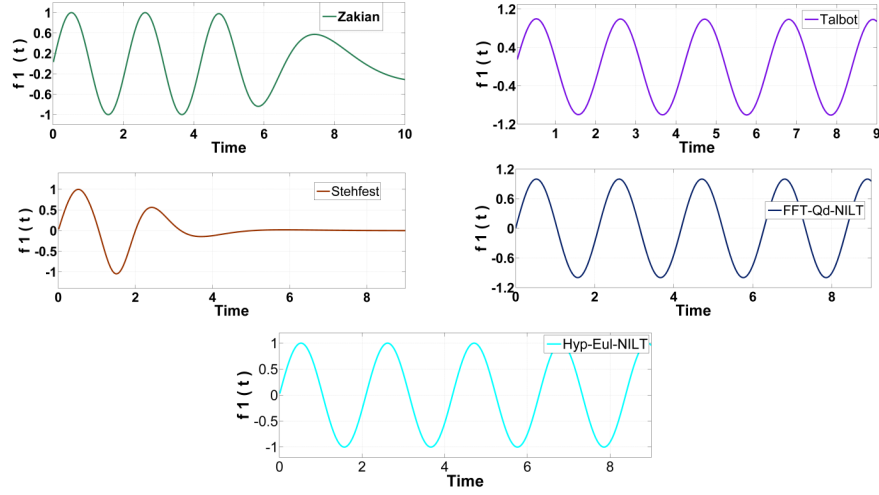 Zakian
f 1 ( t )
1
0.6
0.2
-0.2
-0.6
-1
0 2 4 6 8 10
Time
Talbot
f 1 ( t )
1.2
0.4
-0.4
-1.2
1 2 3 4 5 6 7 8 9
Time
Stehfest
f 1 ( t )
1
0.5
0
-0.5
-1
0 2 4 6 8
Time
FFT-Qd-NILT
f 1 ( t )
1.2
0.6
0
-0.6
-1.2
0 2 4 6 8
Time
Hyp-Eul-NILT
f 1 ( t )
1
0.5
0
-0.5
-1
0 2 4 6 8
Time